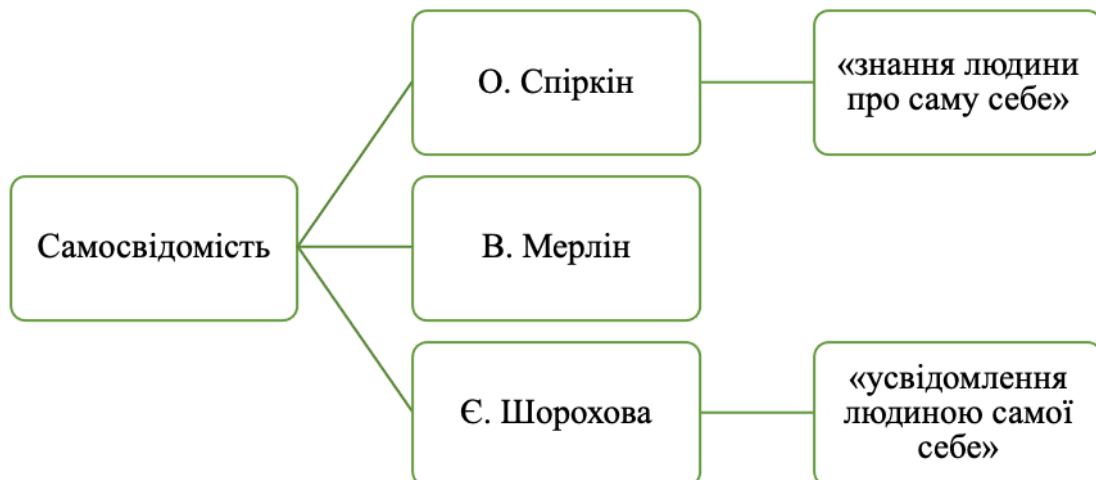 О. Спіркін
«знання людини
про саму себе»
Самосвідомість
В. Мерлін
Є. Шорохова
«усвідомлення
людиною самої
себе»